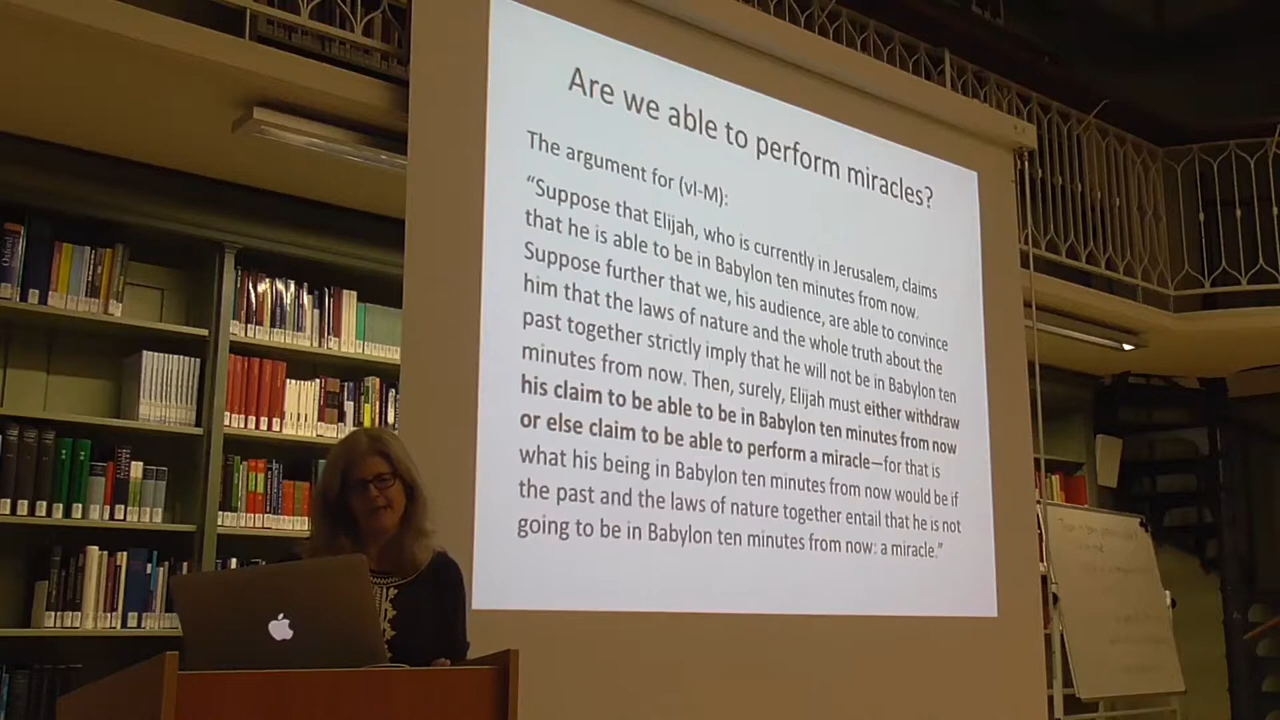 Are we able to perform miracles?
The argument for (vl-M):
“Suppose that Elijah, who is currently in Jerusalem, claims
that he is able to be in Babylon ten minutes from now.
Suppose further that we, his audience, are able to convince
him that the laws of nature and the whole truth about the
past together strictly imply that he will not be in Babylon ten
minutes from now. Then, surely, Elijah must either withdraw
his claim to be able to be in Babylon ten minutes from now
or else claim to be able to perform a miracle—for that is
what his being in Babylon ten minutes from now would be if
the past and the laws of nature together entail that he is not
going to be in Babylon ten minutes from now: a miracle.”
Oxford